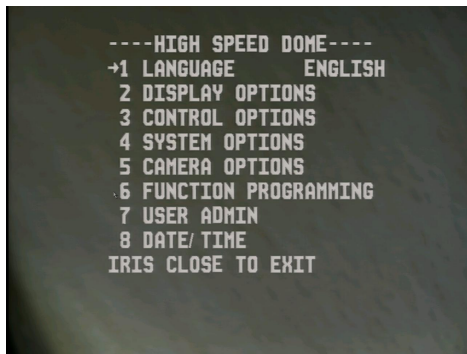 ----HIGH SPEED DOME----
→1 LANGUAGE ENGLISH
2 DISPLAY OPTIONS
3 CONTROL OPTIONS
4 SYSTEM OPTIONS
5 CAMERA OPTIONS
6 FUNCTION PROGRAMMING
7 USER ADMIN
8 DATE/ TIME
IRIS CLOSE TO EXIT